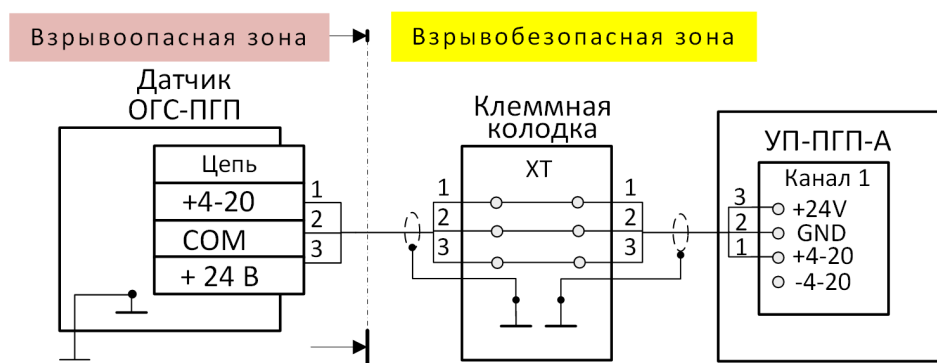 Взрывоопасная зона
Взрывобезопасная зона
Датчик
ОГС-ПГП
Цепь
+4-20
COM
+ 24 В
1
2
3
Клеммная
колодка
XT
1
2
3
1
2
3
УП-ПГП-А
Канал 1
3
+24V
2
GND
1
+4-20
-4-20